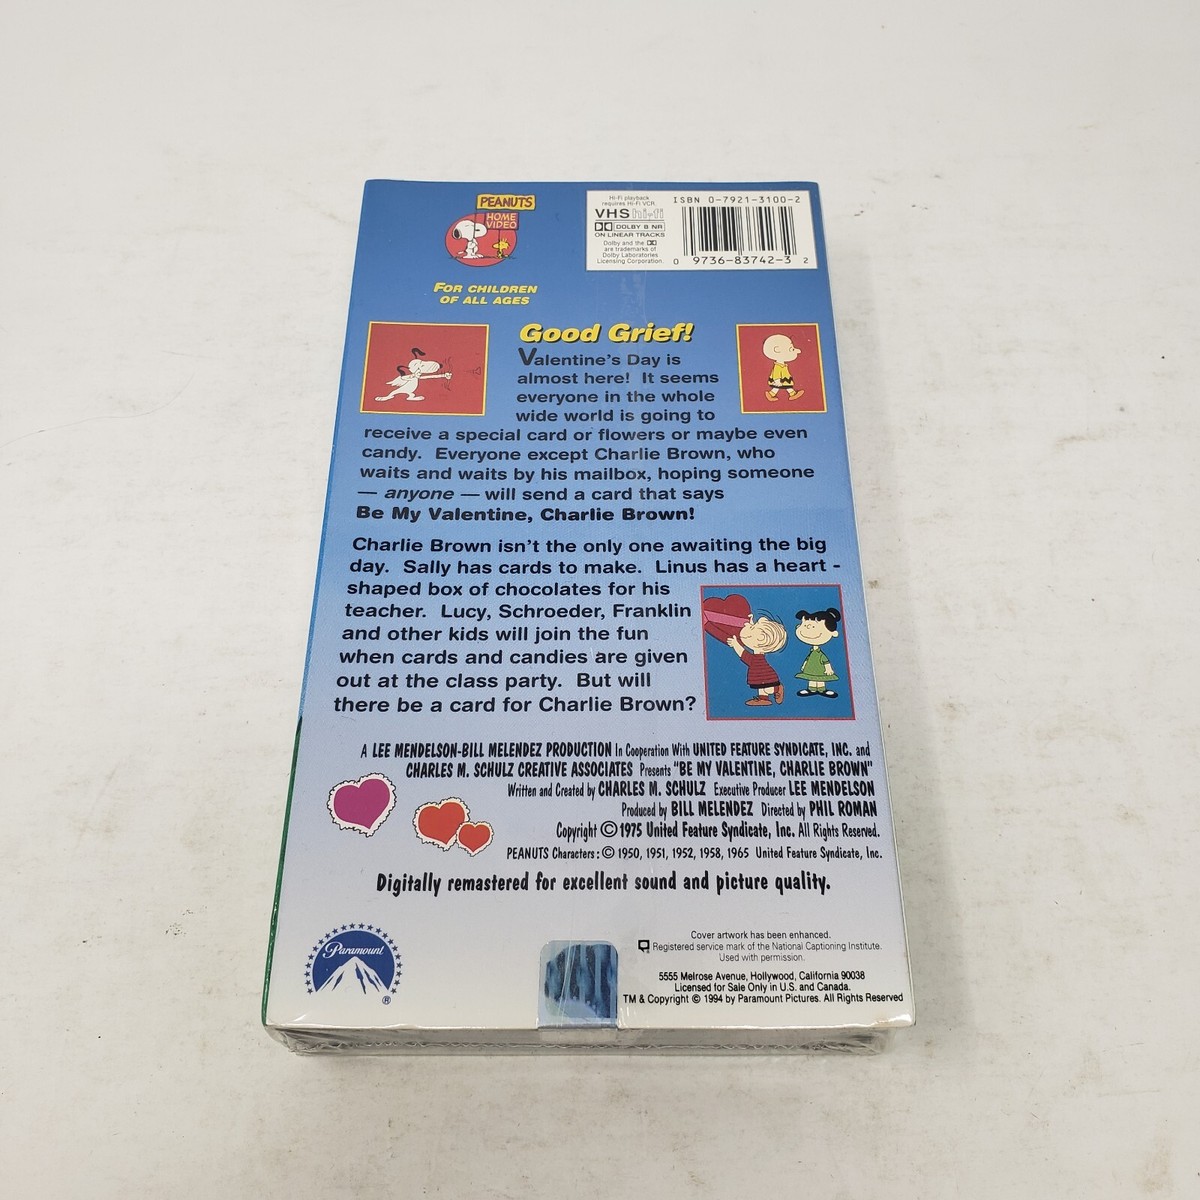 PEANUTS
HOME
VIDEO
Hi-Fi playback
requires Hi-Fi VCR
VHS hi-fi
DOLBY B NR
ON LINEAR TRACKS
Dolby and the
are trademarks of
Dolby Laboratories
Licensing Corporation.
ISBN 0-7921-3100-2
0 9736-83742-3 2
FOR CHILDREN
OF ALL AGES
Good Grief!
Valentine's Day is
almost here! It seems
everyone in the whole
wide world is going to
receive a special card or flowers or maybe even
candy. Everyone except Charlie Brown, who
waits and waits by his mailbox, hoping someone
— anyone — will send a card that says
Be My Valentine, Charlie Brown!
Charlie Brown isn't the only one awaiting the big
day. Sally has cards to make. Linus has a heart -
shaped box of chocolates for his
teacher. Lucy, Schroeder, Franklin
and other kids will join the fun
when cards and candies are given
out at the class party. But will
there be a card for Charlie Brown?
A LEE MENDELSON-BILL MELENDEZ PRODUCTION In Cooperation With UNITED FEATURE SYNDICATE, INC. and
CHARLES M. SCHULZ CREATIVE ASSOCIATES Presents "BE MY VALENTINE, CHARLIE BROWN"
Written and Created by CHARLES M. SCHULZ Executive Producer LEE MENDELSON
Produced by BILL MELENDEZ Directed by PHIL ROMAN
Copyright © 1975 United Feature Syndicate, Inc. All Rights Reserved.
PEANUTS Characters: © 1950, 1951, 1952, 1958, 1965 United Feature Syndicate, Inc.
Digitally remastered for excellent sound and picture quality.
Paramount
®
Cover artwork has been enhanced.
Registered service mark of the National Captioning Institute.
Used with permission.
5555 Melrose Avenue, Hollywood, California 90038
Licensed for Sale Only in U.S. and Canada.
TM & Copyright © 1994 by Paramount Pictures. All Rights Reserved